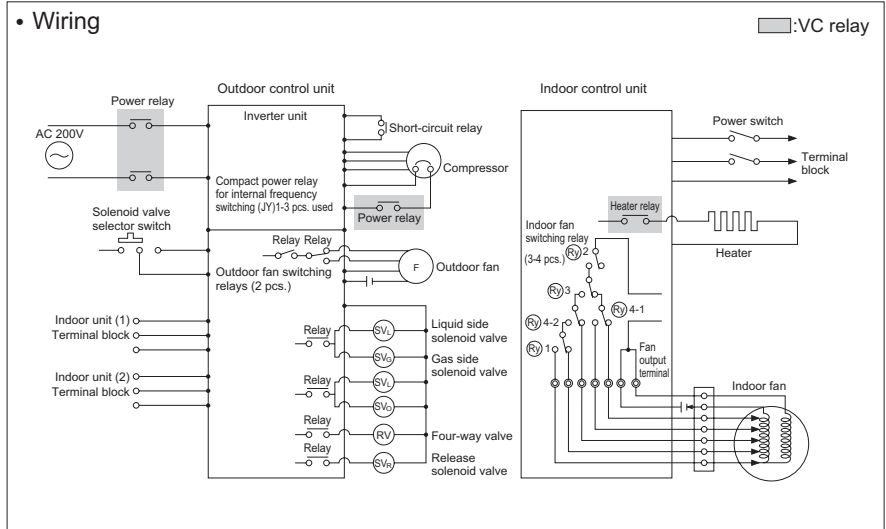 • Wiring
:VC relay
Outdoor control unit
Indoor control unit
Power relay
Inverter unit
AC 200V
Short-circuit relay
Compressor
Compact power relay
for internal frequency
switching (JY)1-3 pcs. used
Power relay
Solenoid valve
selector switch
Relay Relay
F
Outdoor fan
Outdoor fan switching
relays (2 pcs.)
Indoor unit (1)
Terminal block
Indoor unit (2)
Terminal block
Relay
SVL
Liquid side
solenoid valve
SVG
Gas side
solenoid valve
Relay
SVL
SVO
Relay
RV
Four-way valve
Relay
SVR
Release
solenoid valve
Power switch
Terminal
block
Heater relay
Heater
Indoor fan
switching relay
(3-4 pcs.)
Ry 2
Ry 3
Ry 4-1
Ry 4-2
Ry 1
Fan
output
terminal
Indoor fan